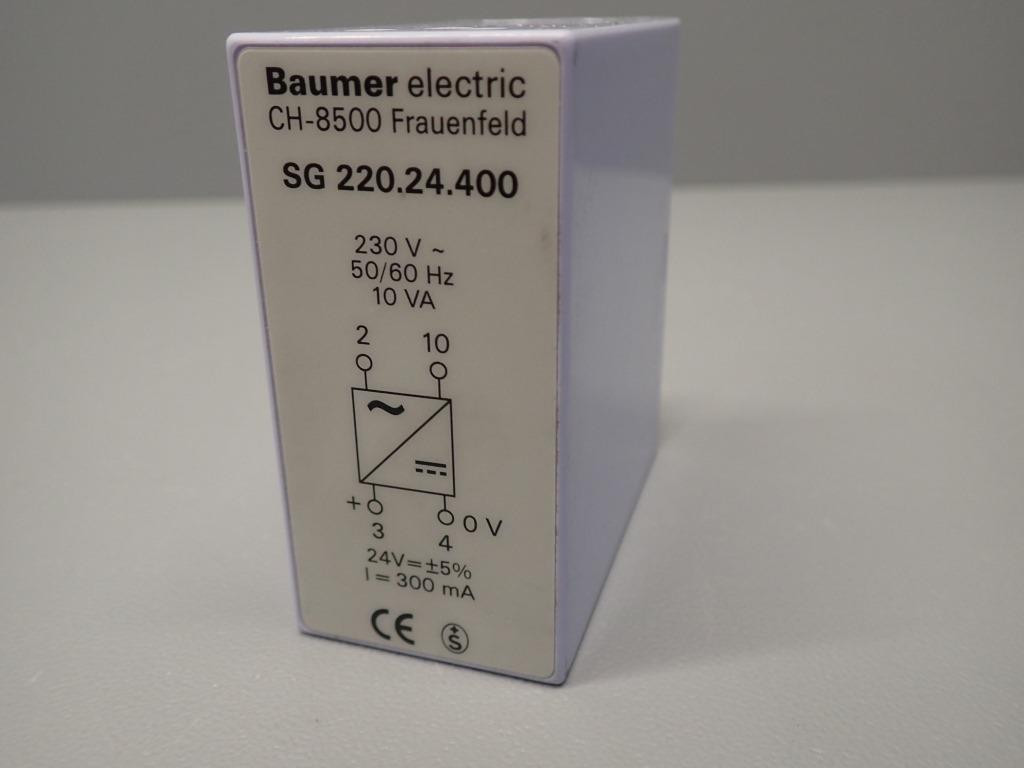 Baumer electric
CH-8500 Frauenfeld
SG 220.24.400
230 V ~
50/60 Hz
10 VA
2 10
~
+ 0 V
3 4
24V=±5%
I = 300 mA
CE +S